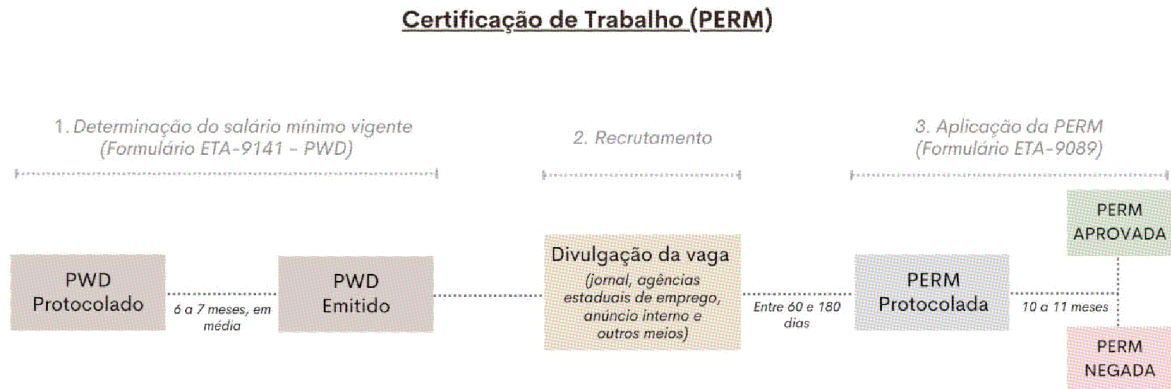 Certificação de Trabalho (PERM)
1. Determinação do salário mínimo vigente
(Formulário ETA-9141 – PWD)
2. Recrutamento
3. Aplicação da PERM
(Formulário ETA-9089)
PWD
Protocolado
6 a 7 meses, em
média
PWD
Emitido
Divulgação da vaga
(jornal, agências
estaduais de emprego,
anúncio interno e
outros meios)
Entre 60 e 180
dias
PERM
Protocolada
10 a 11 meses
PERM
APROVADA
PERM
NEGADA